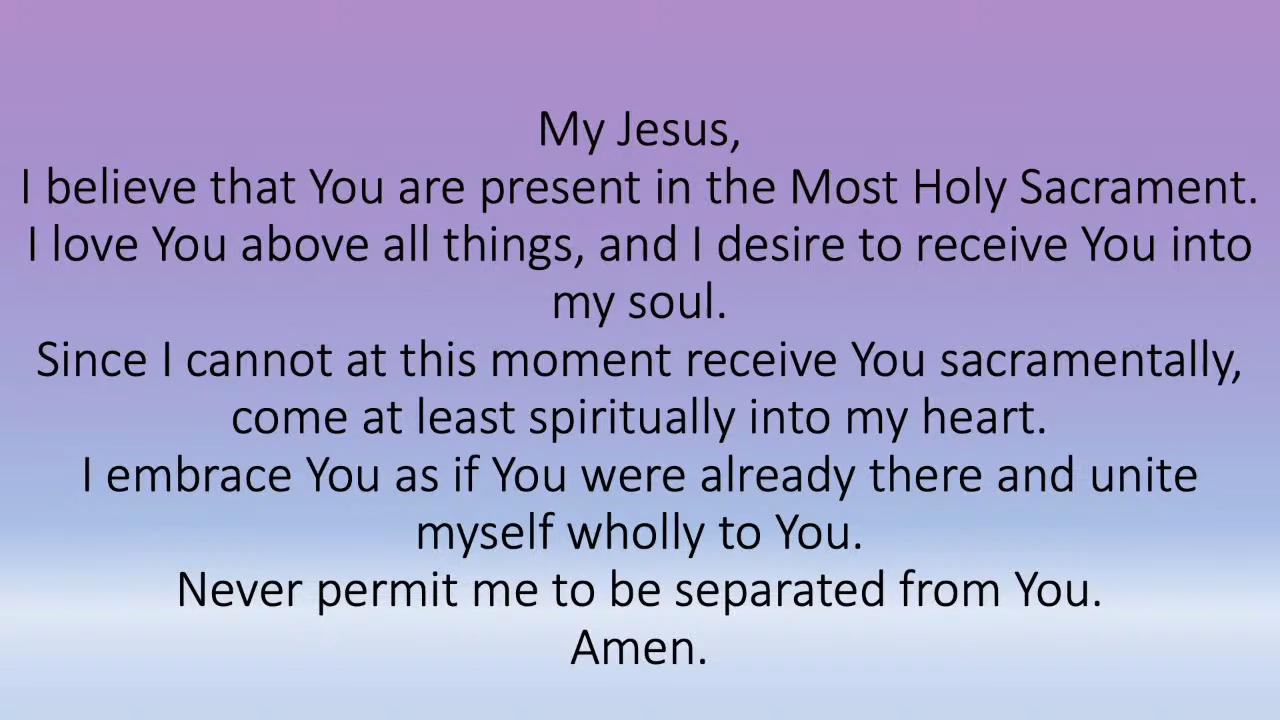 My Jesus,
I believe that You are present in the Most Holy Sacrament.
I love You above all things, and I desire to receive You into
my soul.
Since I cannot at this moment receive You sacramentally,
come at least spiritually into my heart.
I embrace You as if You were already there and unite
myself wholly to You.
Never permit me to be separated from You.
Amen.